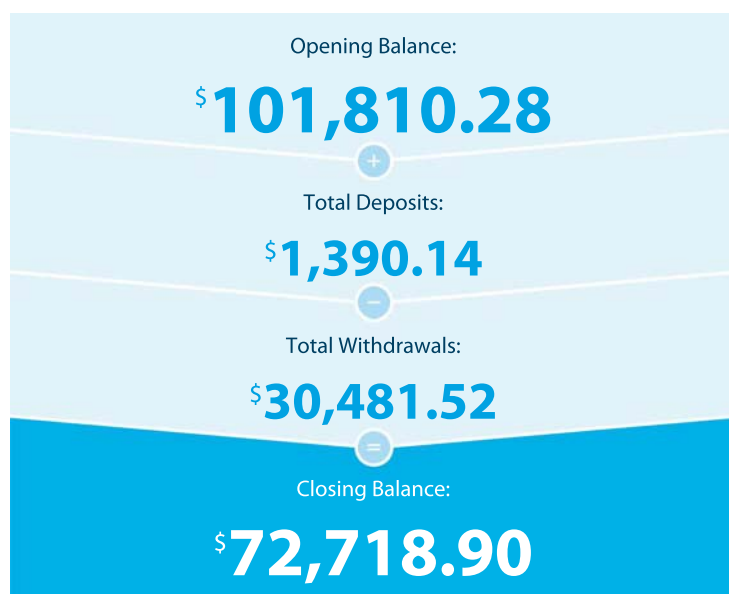 Opening Balance:
$101,810.28
+
Total Deposits:
$1,390.14
−
Total Withdrawals:
$30,481.52
=
Closing Balance:
$72,718.90